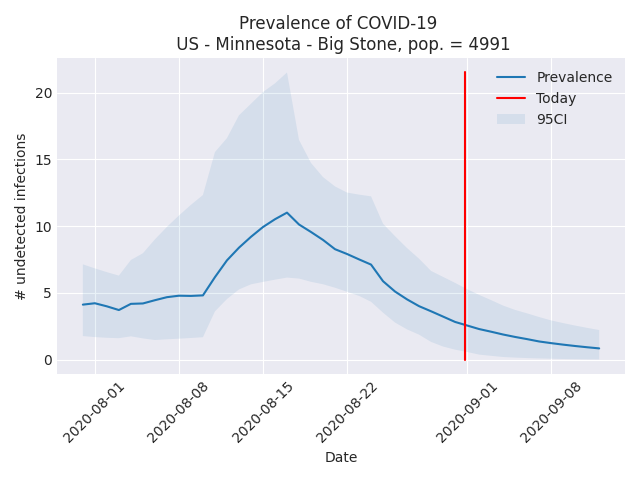 Prevalence of COVID-19
US - Minnesota - Big Stone, pop. = 4991
Prevalence
Today
95CI
# undetected infections
20
15
10
5
0
2020-08-01
2020-08-08
2020-08-15
2020-08-22
2020-09-01
2020-09-08
Date